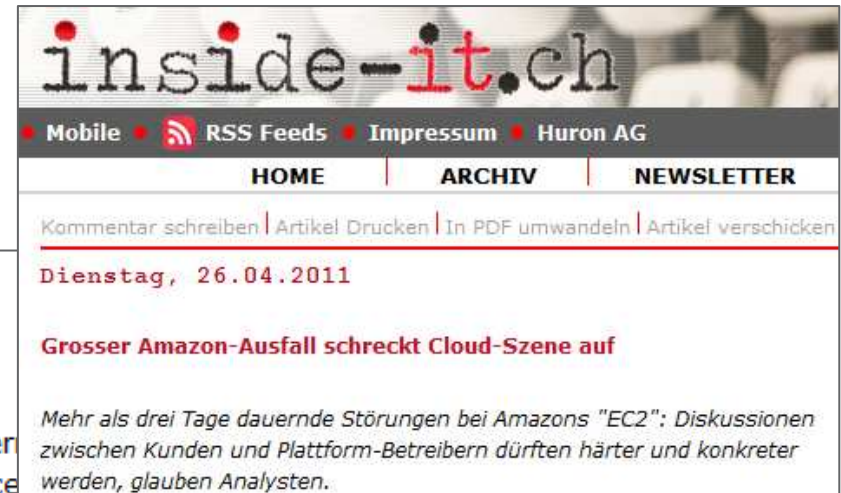 inside-it.ch
Mobile RSS Feeds Impressum Huron AG
HOME ARCHIV NEWSLETTER
Kommentar schreiben Artikel Drucken In PDF umwandeln Artikel verschicken
Dienstag, 26.04.2011
Grosser Amazon-Ausfall schreckt Cloud-Szene auf
Mehr als drei Tage dauernde Störungen bei Amazons "EC2": Diskussionen
zwischen Kunden und Plattform-Betreibern dürften härter und konkreter
werden, glauben Analysten.